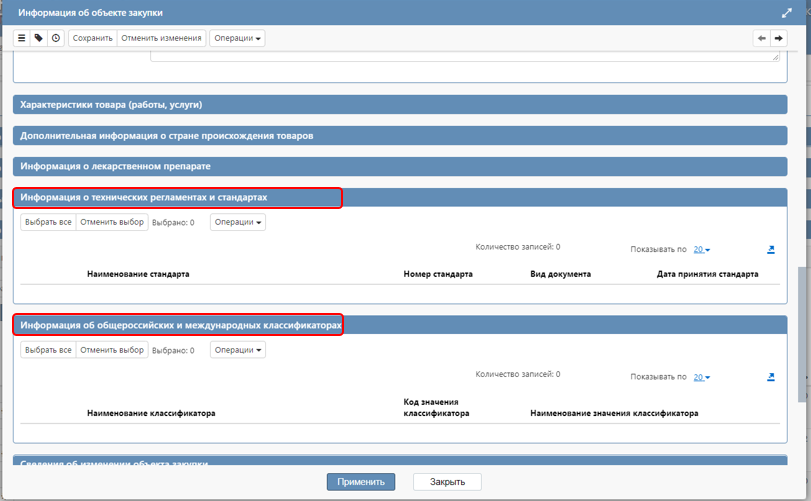 Информация об объекте закупки
Сохранить Отменить изменения Операции
Характеристики товара (работы, услуги)
Дополнительная информация о стране происхождения товаров
Информация о лекарственном препарате
Информация о технических регламентах и стандартах
Выбрать все Отменить выбор Выбрано: 0 Операции
Количество записей: 0 Показывать по 20
Наименование стандарта Номер стандарта Вид документа Дата принятия стандарта
Информация об общероссийских и международных классификаторах
Выбрать все Отменить выбор Выбрано: 0 Операции
Количество записей: 0 Показывать по 20
Наименование классификатора Код значения классификатора Наименование значения классификатора
Сведения об изменении объекта закупки
Применить Закрыть